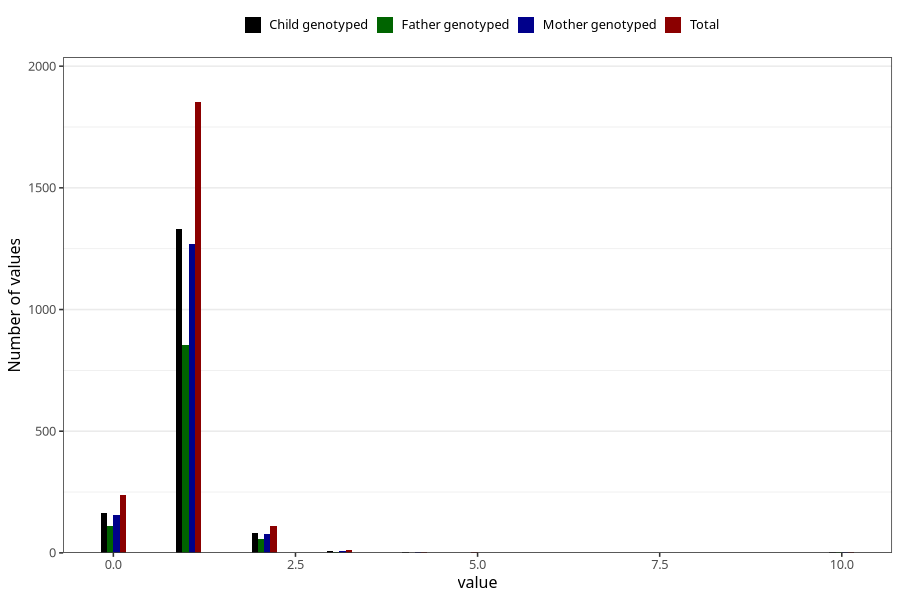 Child genotyped Father genotyped Mother genotyped Total
2000
1500
1000
500
0
Number of values
0.0 2.5 5.0 7.5 10.0
value